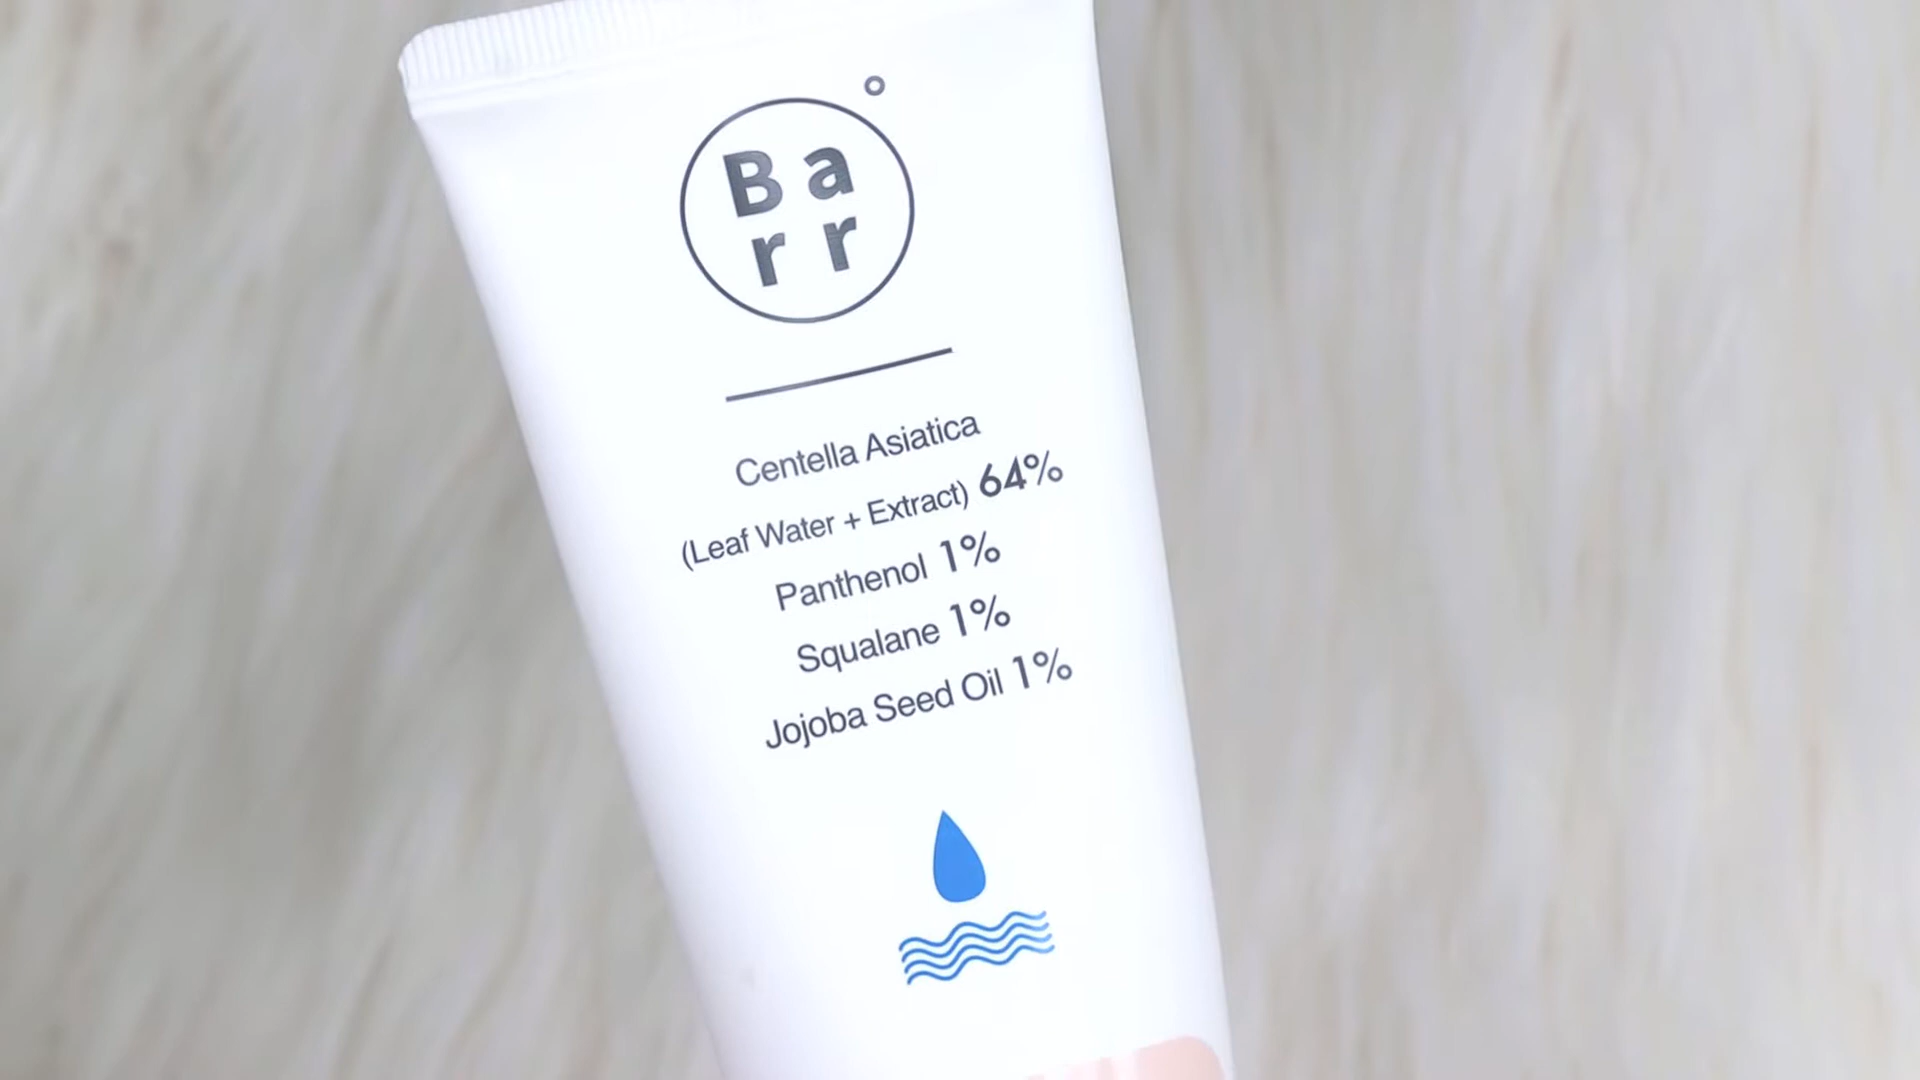 Ba
rr
Centella Asiatica
(Leaf Water + Extract) 64%
Panthenol 1%
Squalane 1%
Jojoba Seed Oil 1%